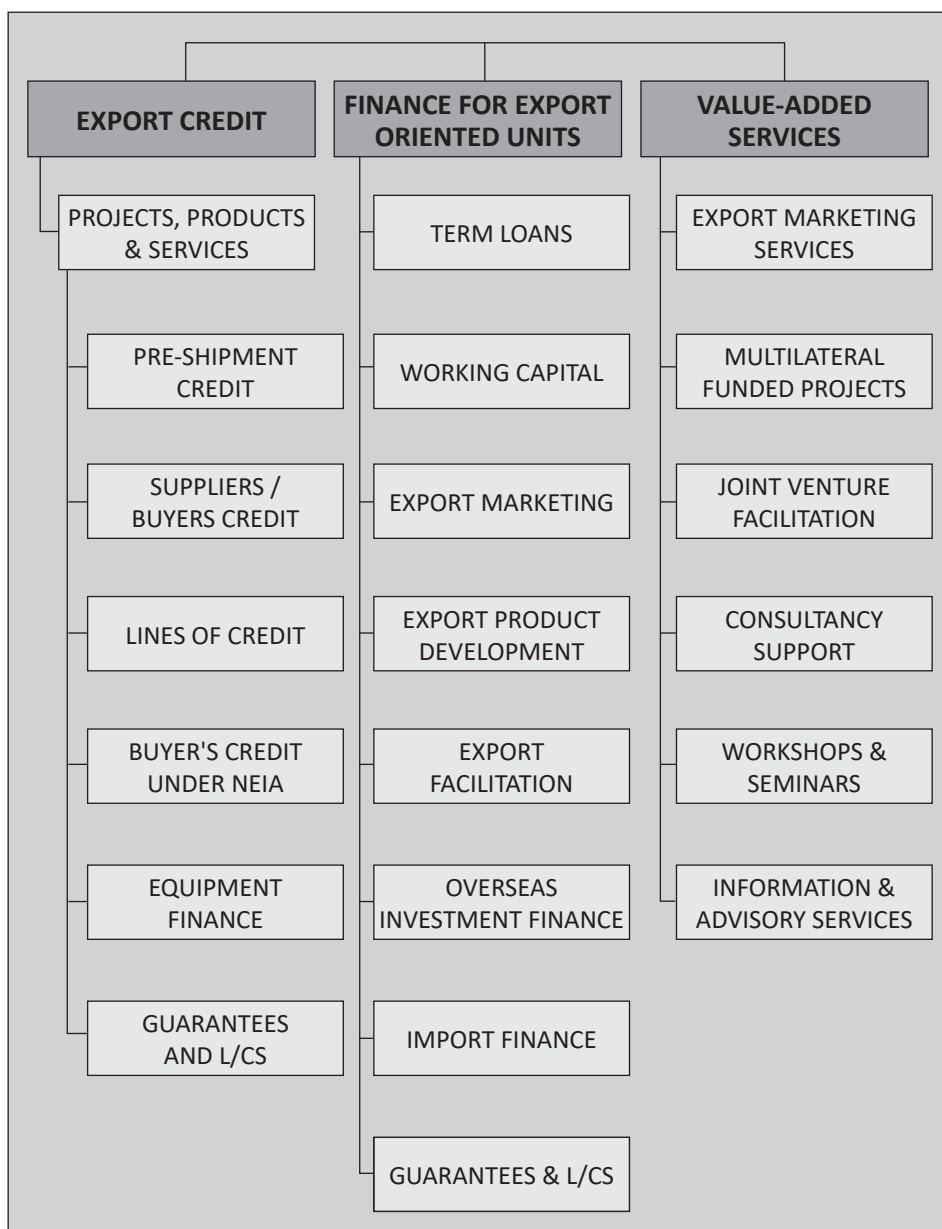 EXPORT CREDIT
PROJECTS, PRODUCTS
& SERVICES
PRE-SHIPMENT
CREDIT
SUPPLIERS /
BUYERS CREDIT
LINES OF CREDIT
BUYER'S CREDIT
UNDER NEIA
EQUIPMENT
FINANCE
GUARANTEES
AND L/CS
FINANCE FOR EXPORT
ORIENTED UNITS
TERM LOANS
WORKING CAPITAL
EXPORT MARKETING
EXPORT PRODUCT
DEVELOPMENT
EXPORT
FACILITATION
OVERSEAS
INVESTMENT FINANCE
IMPORT FINANCE
GUARANTEES & L/CS
VALUE-ADDED
SERVICES
EXPORT MARKETING
SERVICES
MULTILATERAL
FUNDED PROJECTS
JOINT VENTURE
FACILITATION
CONSULTANCY
SUPPORT
WORKSHOPS &
SEMINARS
INFORMATION &
ADVISORY SERVICES